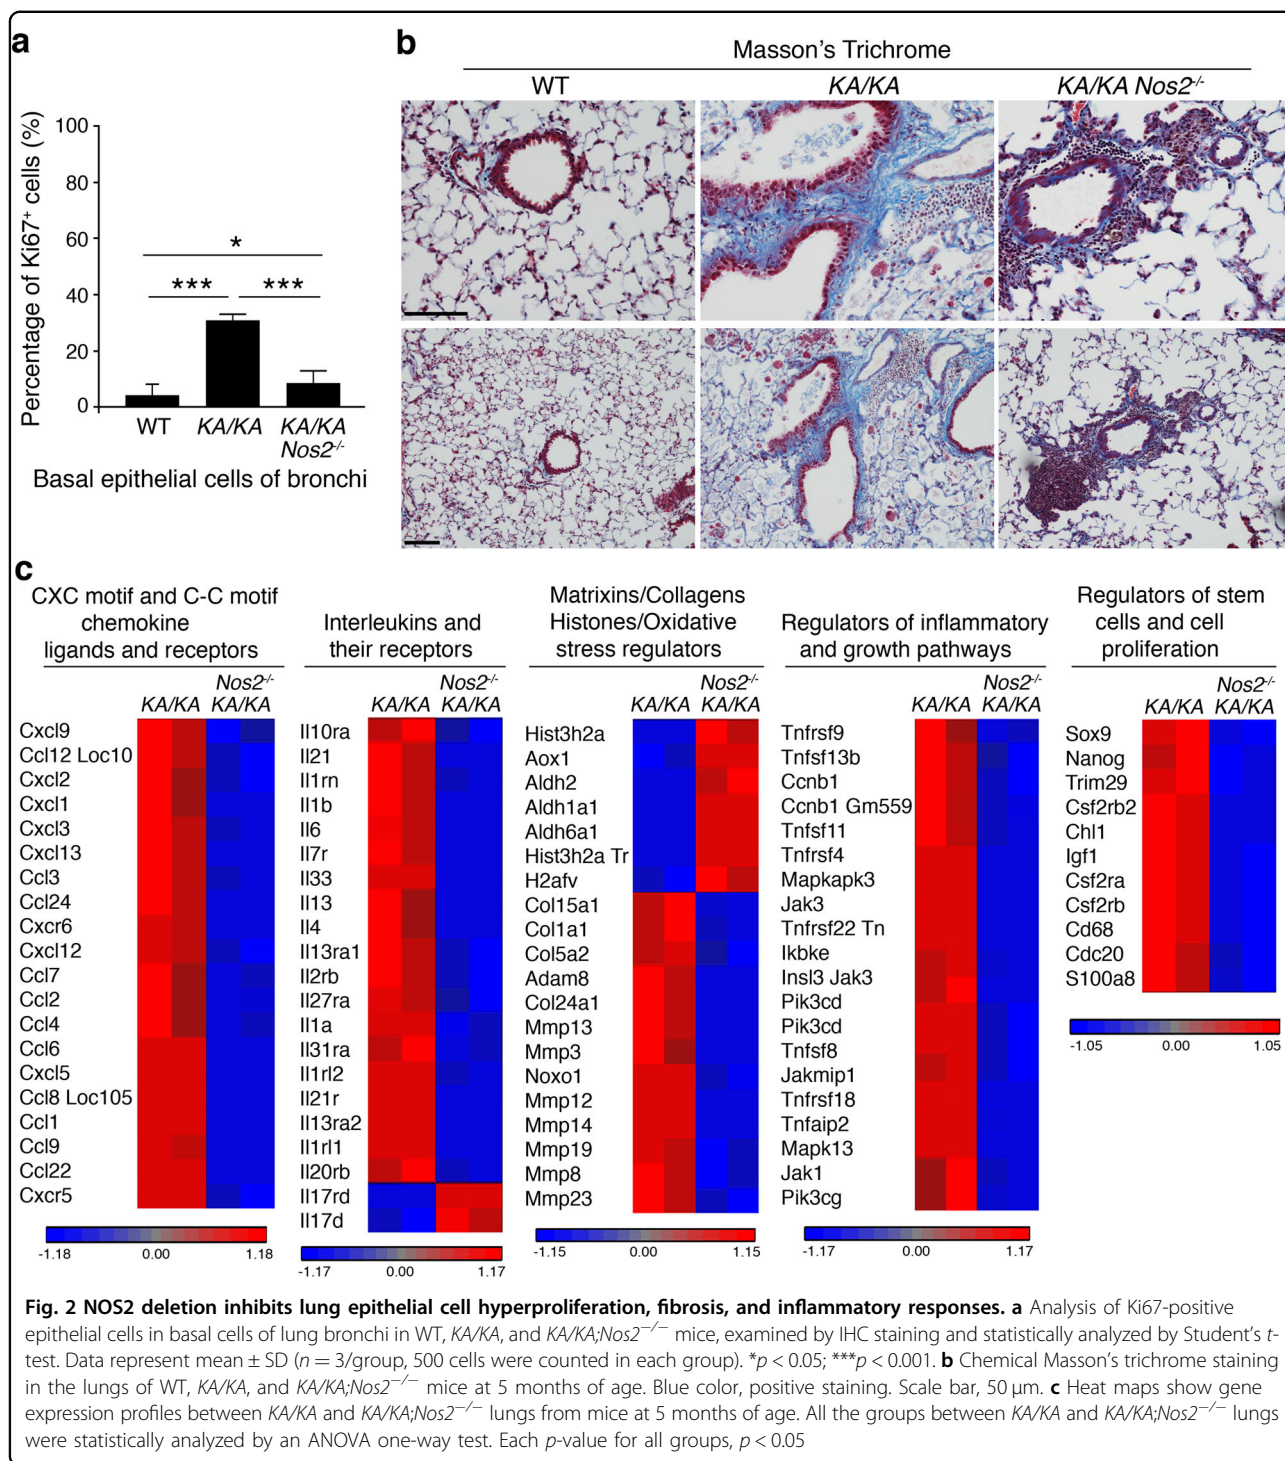 a
Percentage of Ki67+ cells (%)
100
80
60
40
20
0
*
***
***
WT
KA/KA
KA/KA
Nos2-/-
Basal epithelial cells of bronchi
b
Masson's Trichrome
WT
KA/KA
KA/KA Nos2-/-
c
CXC motif and C-C motif
chemokine
ligands and receptors
KA/KA
Nos2-/-
KA/KA
Cxcl9
Ccl12 Loc10
Cxcl2
Cxcl1
Cxcl3
Cxcl13
Ccl3
Ccl24
Cxcr6
Cxcl12
Ccl7
Ccl2
Ccl4
Ccl6
Cxcl5
Ccl8 Loc105
Ccl1
Ccl9
Ccl22
Cxcr5
-1.18 0.00 1.18
Interleukins and
their receptors
KA/KA
Nos2-/-
KA/KA
Il10ra
Il21
Il1rn
Il1b
Il6
Il7r
Il33
Il13
Il4
Il13ra1
Il2rb
Il27ra
Il1a
Il31ra
Il1rl2
Il21r
Il13ra2
Il1rl1
Il20rb
Il17rd
Il17d
-1.17 0.00 1.17
Matrixins/Collagens
Histones/Oxidative
stress regulators
KA/KA
Nos2-/-
KA/KA
Hist3h2a
Aox1
Aldh2
Aldh1a1
Aldh6a1
Hist3h2a Tr
H2afv
Col15a1
Col1a1
Col5a2
Adam8
Col24a1
Mmp13
Mmp3
Noxo1
Mmp12
Mmp14
Mmp19
Mmp8
Mmp23
-1.15 0.00 1.15
Regulators of inflammatory
and growth pathways
KA/KA
Nos2-/-
KA/KA
Tnfrsf9
Tnfsf13b
Ccnb1
Ccnb1 Gm559
Tnfsf11
Tnfrsf4
Mapkapk3
Jak3
Tnfrsf22 Tn
Ikbke
Insl3 Jak3
Pik3cd
Pik3cd
Tnfsf8
Jakmip1
Tnfrsf18
Tnfaip2
Mapk13
Jak1
Pik3cg
-1.17 0.00 1.17
Regulators of stem
cells and cell
proliferation
KA/KA
Nos2-/-
KA/KA
Sox9
Nanog
Trim29
Csf2rb2
Chl1
Igf1
Csf2ra
Csf2rb
Cd68
Cdc20
S100a8
-1.05 0.00 1.05
Fig. 2 NOS2 deletion inhibits lung epithelial cell hyperproliferation, fibrosis, and inflammatory responses. a Analysis of Ki67-positive
epithelial cells in basal cells of lung bronchi in WT, KA/KA, and KA/KA;Nos2−/− mice, examined by IHC staining and statistically analyzed by Student's t-
test. Data represent mean ± SD (n = 3/group, 500 cells were counted in each group). *p < 0.05; ***p < 0.001. b Chemical Masson's trichrome staining
in the lungs of WT, KA/KA, and KA/KA;Nos2−/− mice at 5 months of age. Blue color, positive staining. Scale bar, 50 μm. c Heat maps show gene
expression profiles between KA/KA and KA/KA;Nos2−/− lungs from mice at 5 months of age. All the groups between KA/KA and KA/KA;Nos2−/− lungs
were statistically analyzed by an ANOVA one-way test. Each p-value for all groups, p < 0.05